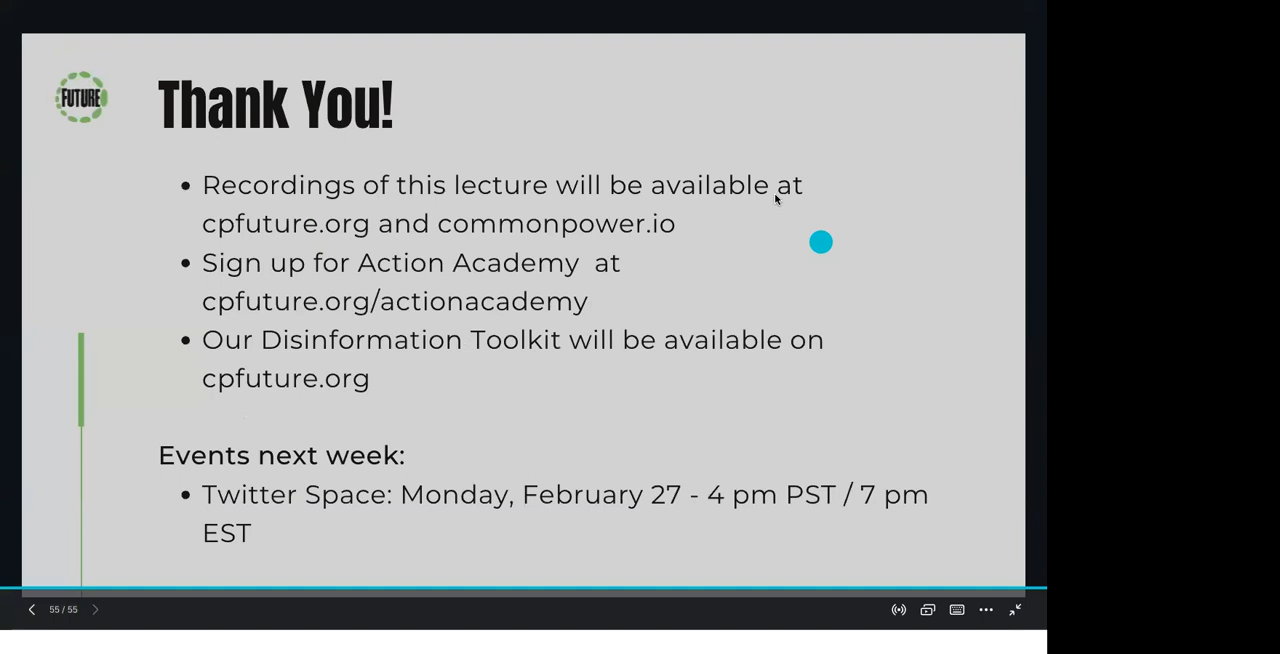 FUTURE
Thank You!
• Recordings of this lecture will be available at
cpfuture.org and commonpower.io
• Sign up for Action Academy  at
cpfuture.org/actionacademy
• Our Disinformation Toolkit will be available on
cpfuture.org
Events next week:
• Twitter Space: Monday, February 27 - 4 pm PST / 7 pm
EST
55 / 55